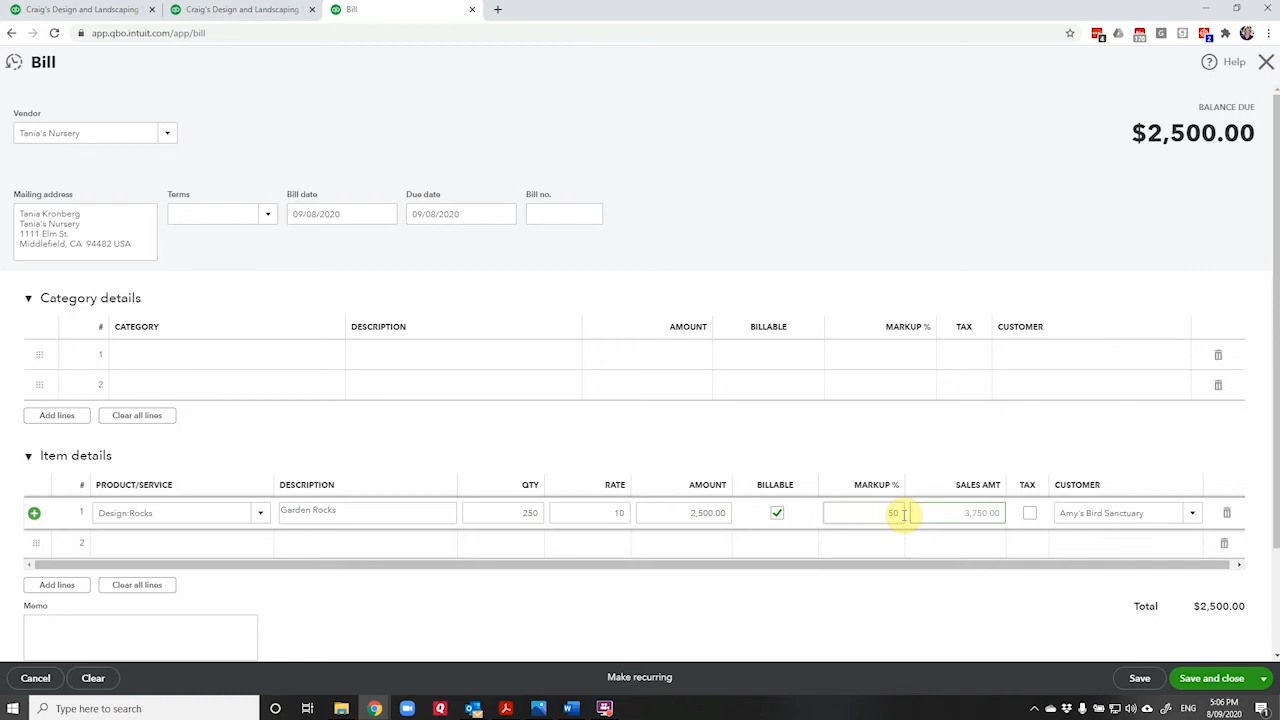 Craig's Design and Landscaping
Craig's Design and Landscaping
Bill
app.qbo.intuit.com/app/bill
Bill
Help
Vendor
BALANCE DUE
Tania's Nursery
$2,500.00
Mailing address
Terms
Bill date
Due date
Bill no.
Tania Kronberg
Tania's Nursery
1111 Elm St.
Middlefield, CA 94482 USA
09/08/2020
09/08/2020
Category details
# CATEGORY DESCRIPTION AMOUNT BILLABLE MARKUP % TAX CUSTOMER
1
2
Add lines
Clear all lines
Item details
# PRODUCT/SERVICE DESCRIPTION QTY RATE AMOUNT BILLABLE MARKUP % SALES AMT TAX CUSTOMER
1 Design:Rocks Garden Rocks 250 10 2,500.00 50 3,750.00 Amy's Bird Sanctuary
2
Add lines
Clear all lines
Memo
Total $2,500.00
Cancel
Clear
Make recurring
Save
Save and close
Type here to search
ENG
5:06 PM
8/09/2020